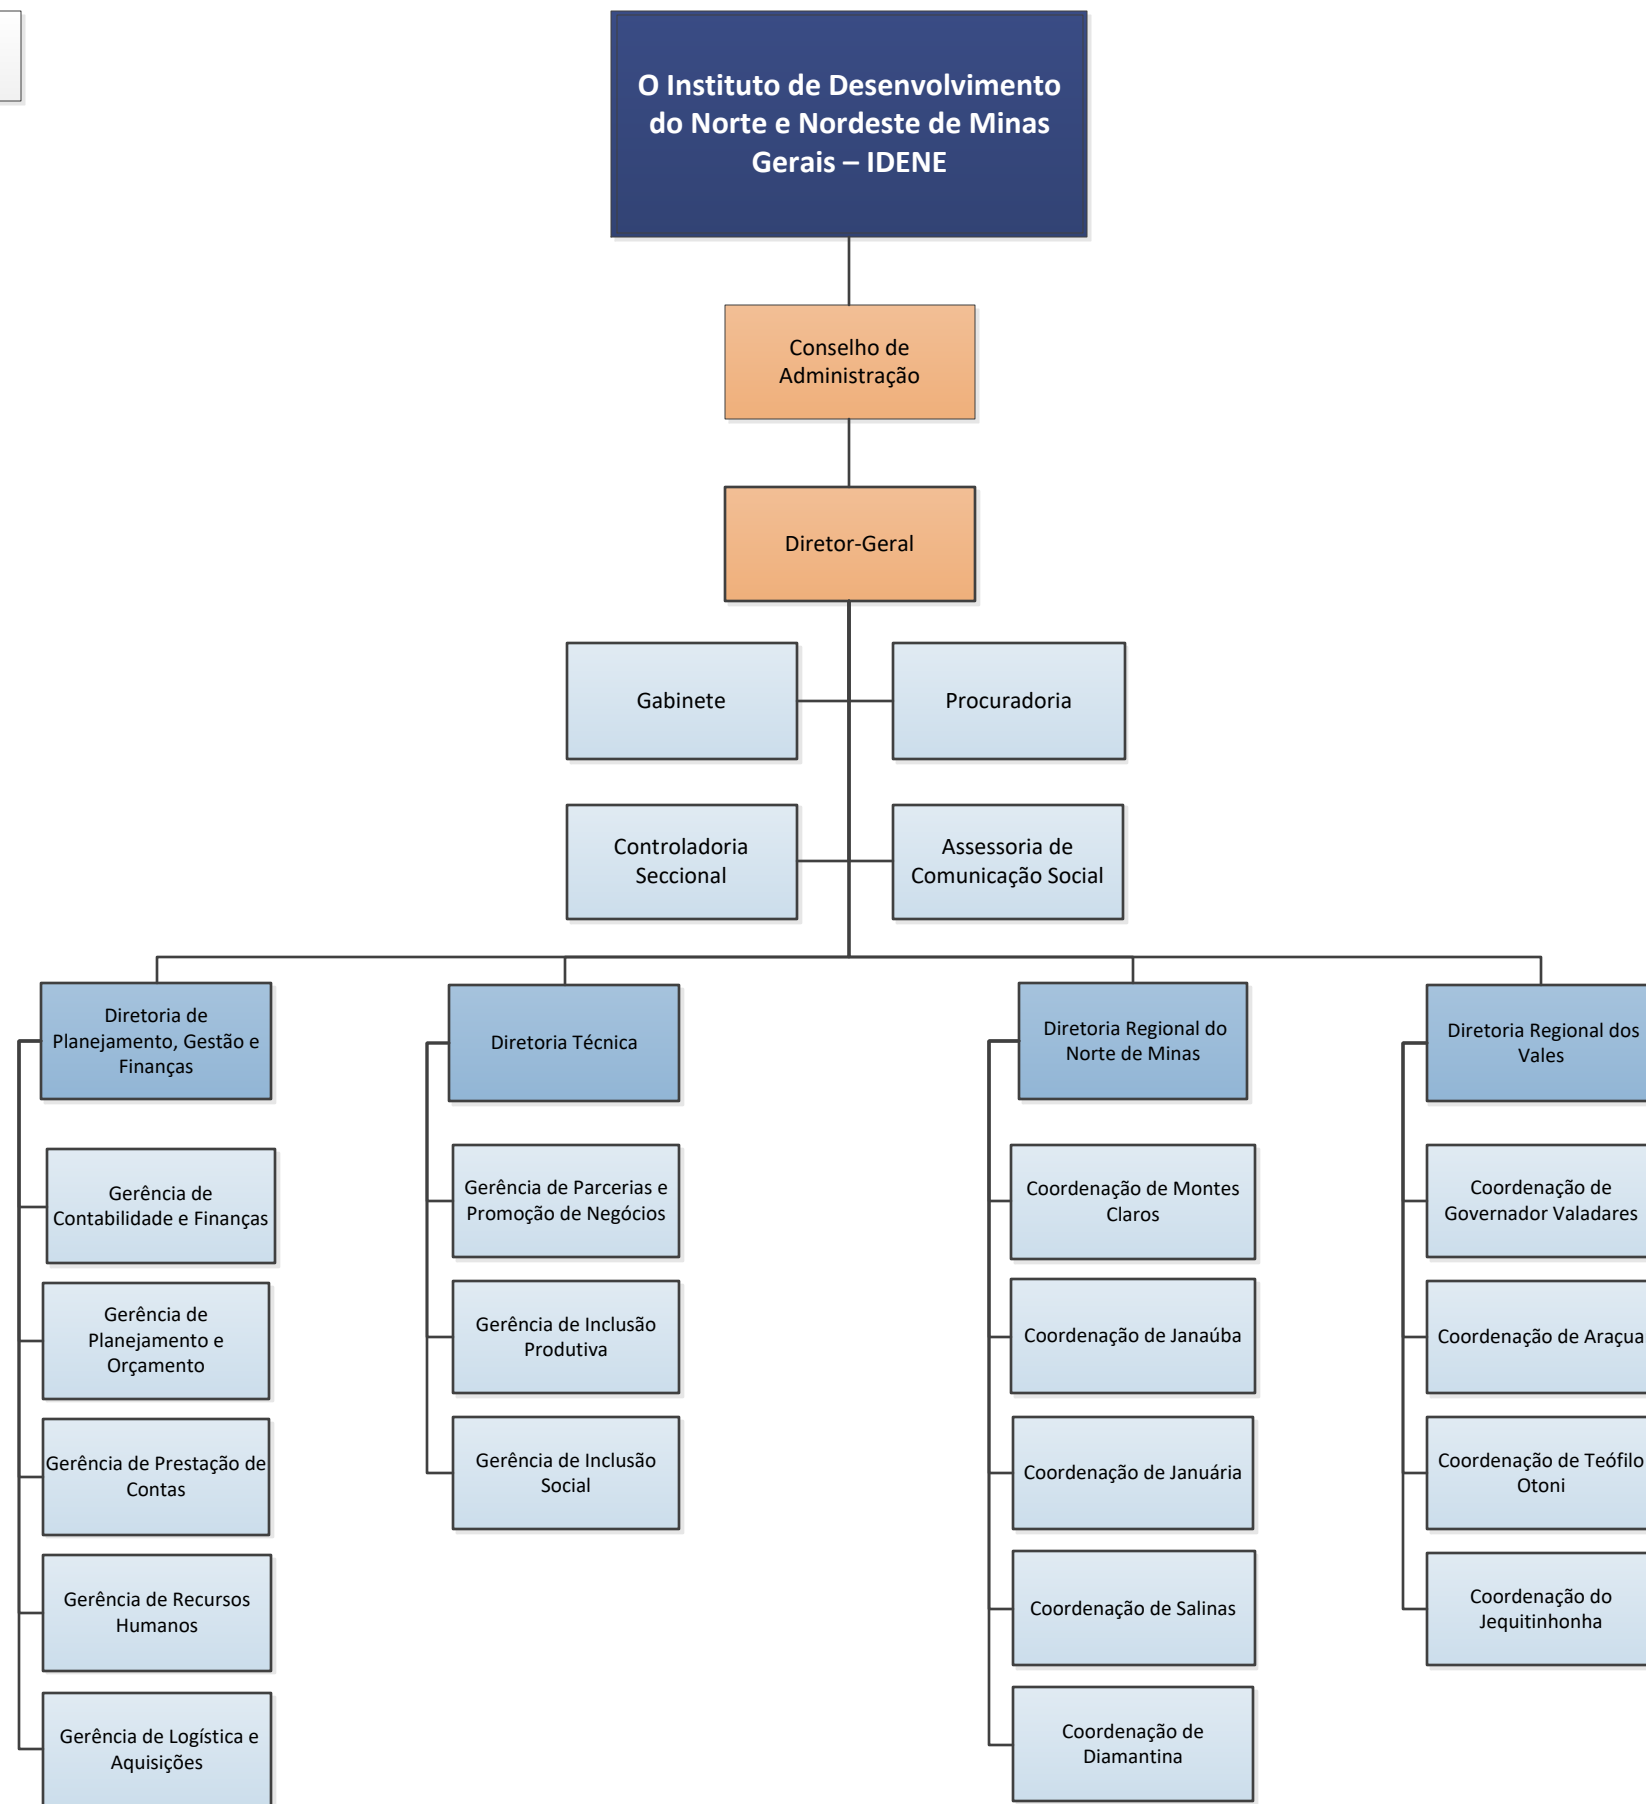 O Instituto de Desenvolvimento
do Norte e Nordeste de Minas
Gerais – IDENE
Conselho de
Administração
Diretor-Geral
Gabinete
Procuradoria
Controladoria
Seccional
Assessoria de
Comunicação Social
Diretoria de
Planejamento, Gestão e
Finanças
Diretoria Técnica
Diretoria Regional do
Norte de Minas
Diretoria Regional dos
Vales
Gerência de
Contabilidade e Finanças
Gerência de
Planejamento e
Orçamento
Gerência de Prestação de
Contas
Gerência de Recursos
Humanos
Gerência de Logística e
Aquisições
Gerência de Parcerias e
Promoção de Negócios
Gerência de Inclusão
Produtiva
Gerência de Inclusão
Social
Coordenação de Montes
Claros
Coordenação de Janaúba
Coordenação de Januária
Coordenação de Salinas
Coordenação de
Diamantina
Coordenação de
Governador Valadares
Coordenação de Araçua
Coordenação de Teófilo
Otoni
Coordenação do
Jequitinhonha